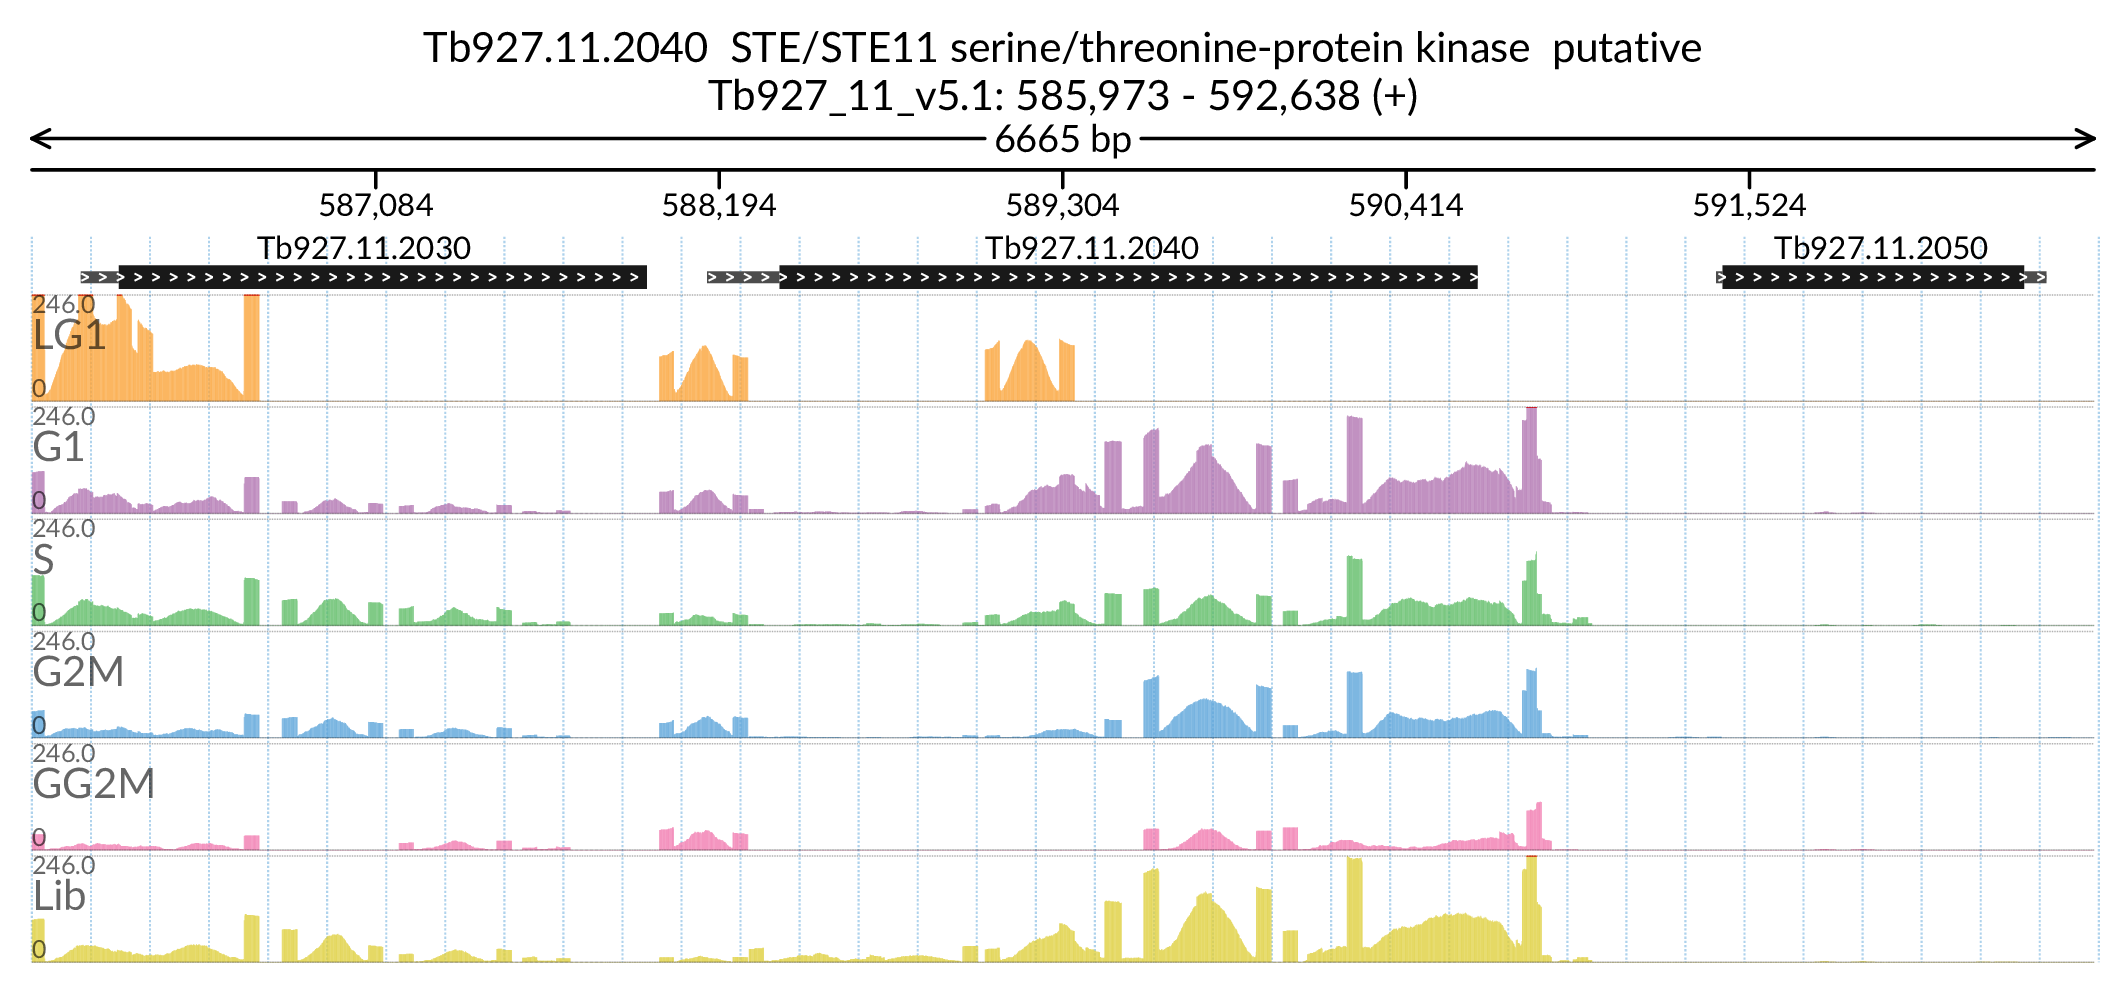 Tb927.11.2040  STE/STE11 serine/threonine-protein kinase  putative
Tb927_11_v5.1: 585,973 - 592,638 (+)
6665 bp
587,084 588,194 589,304 590,414 591,524
Tb927.11.2030 Tb927.11.2040 Tb927.11.2050
246.0
LG1
0
246.0
G1
0
246.0
S
0
246.0
G2M
0
246.0
GG2M
0
246.0
Lib
0